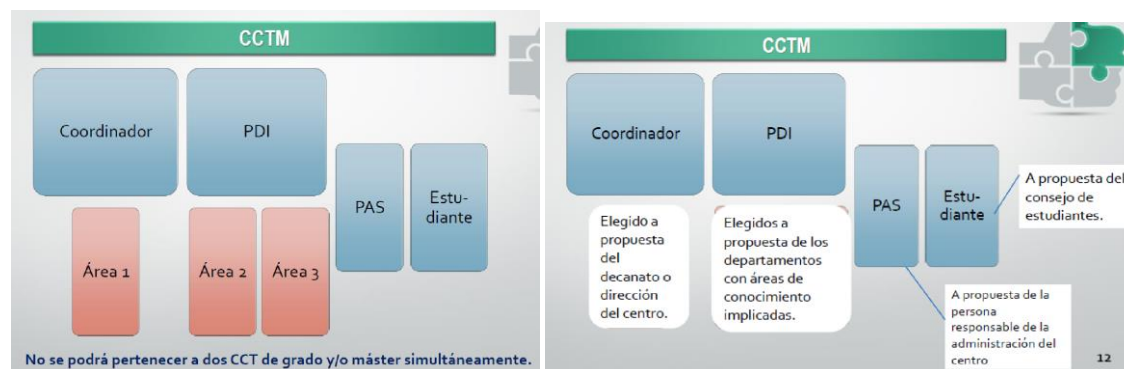 CCTM
Coordinador
PDI
PAS
Estu-
diante
Área 1
Área 2
Área 3
No se podrá pertenecer a dos CCT de grado y/o máster simultáneamente.
CCTM
Coordinador
PDI
PAS
Estu-
diante
A propuesta del
consejo de
estudiantes.
Elegido a
propuesta
del
decanato o
dirección
del centro.
Elegidos a
propuesta de los
departamentos
con áreas de
conocimiento
implicadas.
A propuesta de la
persona
responsable de la
administración del
centro
12